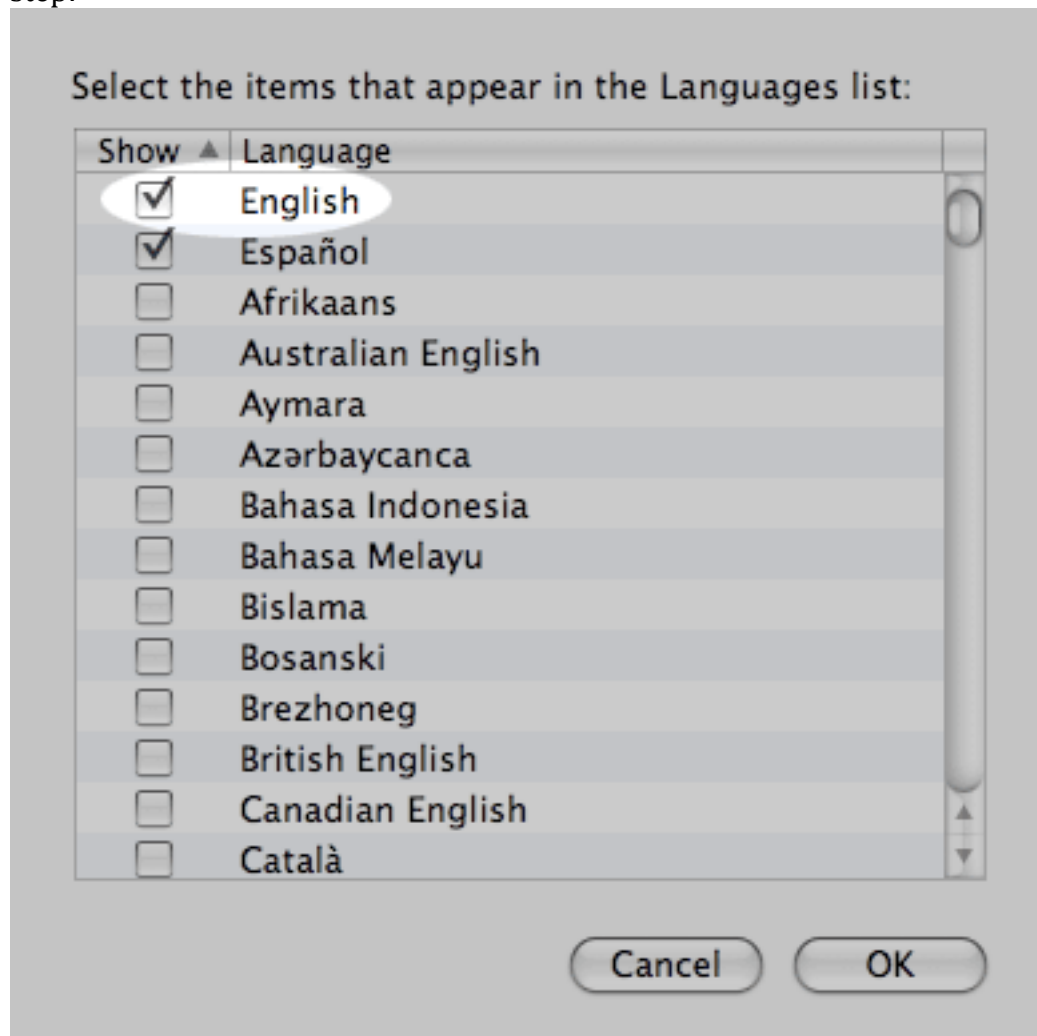 Select the items that appear in the Languages list:
Show Language
English
Español
Afrikaans
Australian English
Aymara
Azərbaycanca
Bahasa Indonesia
Bahasa Melayu
Bislama
Bosanski
Brezhoneg
British English
Canadian English
Català
Cancel OK